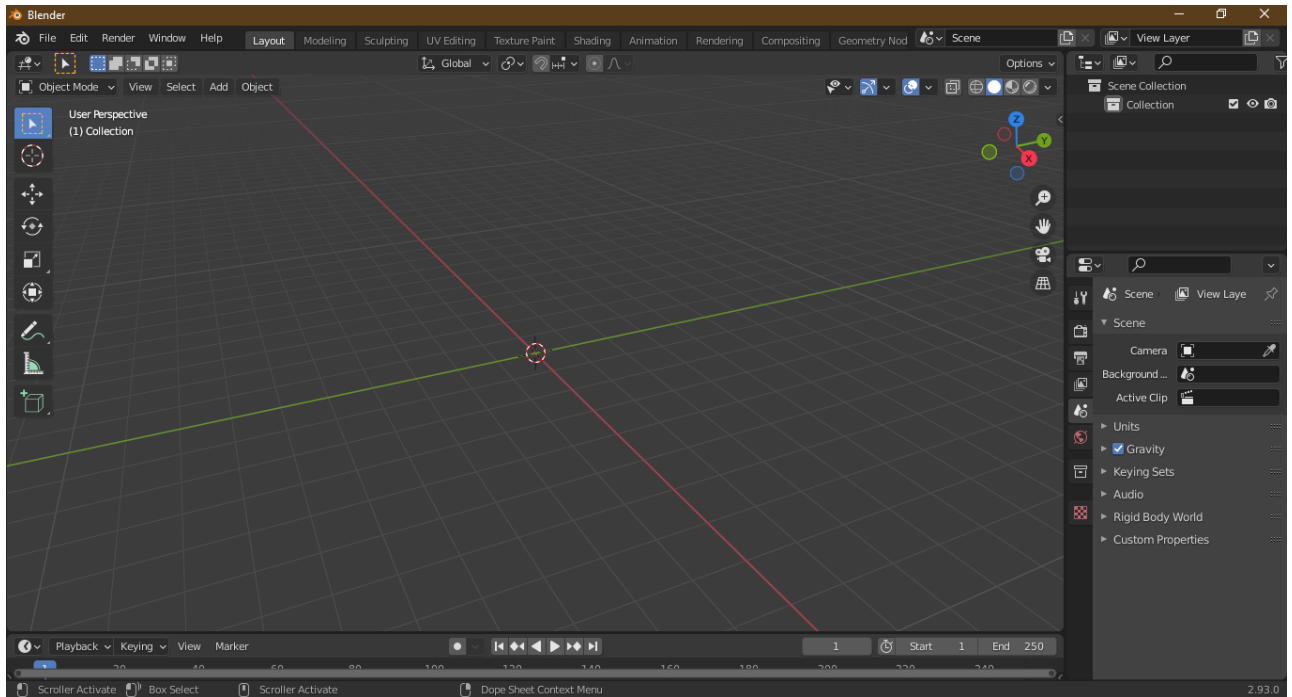 Blender
File Edit Render Window Help Layout Modeling Sculpting UV Editing Texture Paint Shading Animation Rendering Compositing Geometry Nod Scene View Layer
Global Options
Object Mode View Select Add Object
User Perspective
(1) Collection
Z
Y
X
Scene Collection
Collection
Scene View Laye
Scene
Camera
Background ...
Active Clip
Units
Gravity
Keying Sets
Audio
Rigid Body World
Custom Properties
Playback Keying View Marker 1 Start 1 End 250
1 20 40 60 80 100 120 140 160 180 200 220 240
Scroller Activate Box Select Scroller Activate Dope Sheet Context Menu 2.93.0